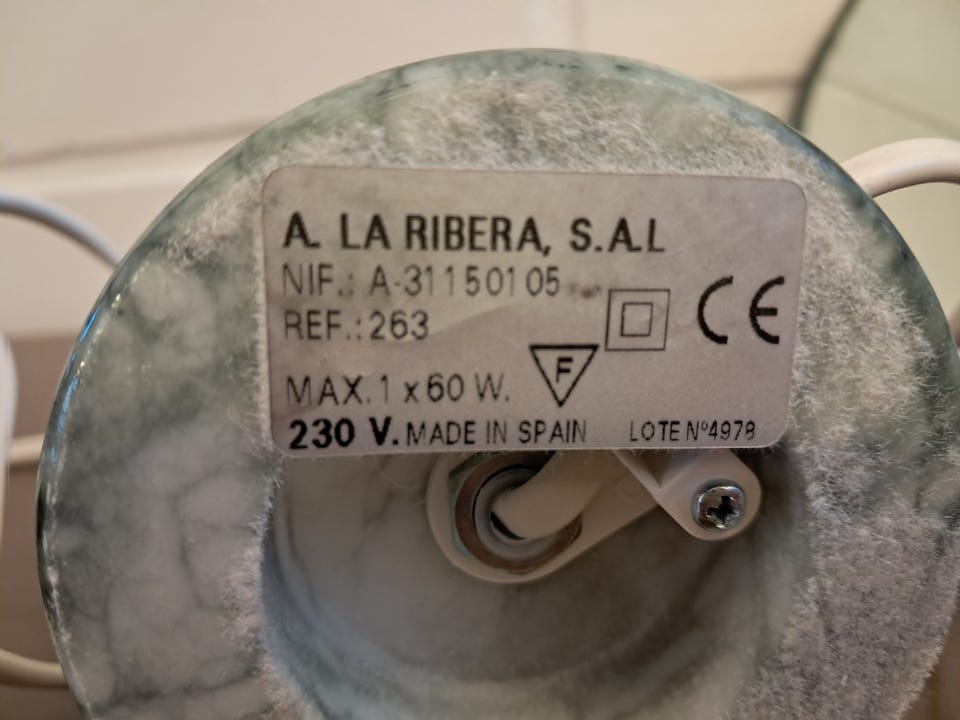 A. LA RIBERA, S.A.L
NIF.: A-31150105
REF.: 263
CE
F
MAX. 1 x 60 W.
230 V. MADE IN SPAIN LOTE Nº4978